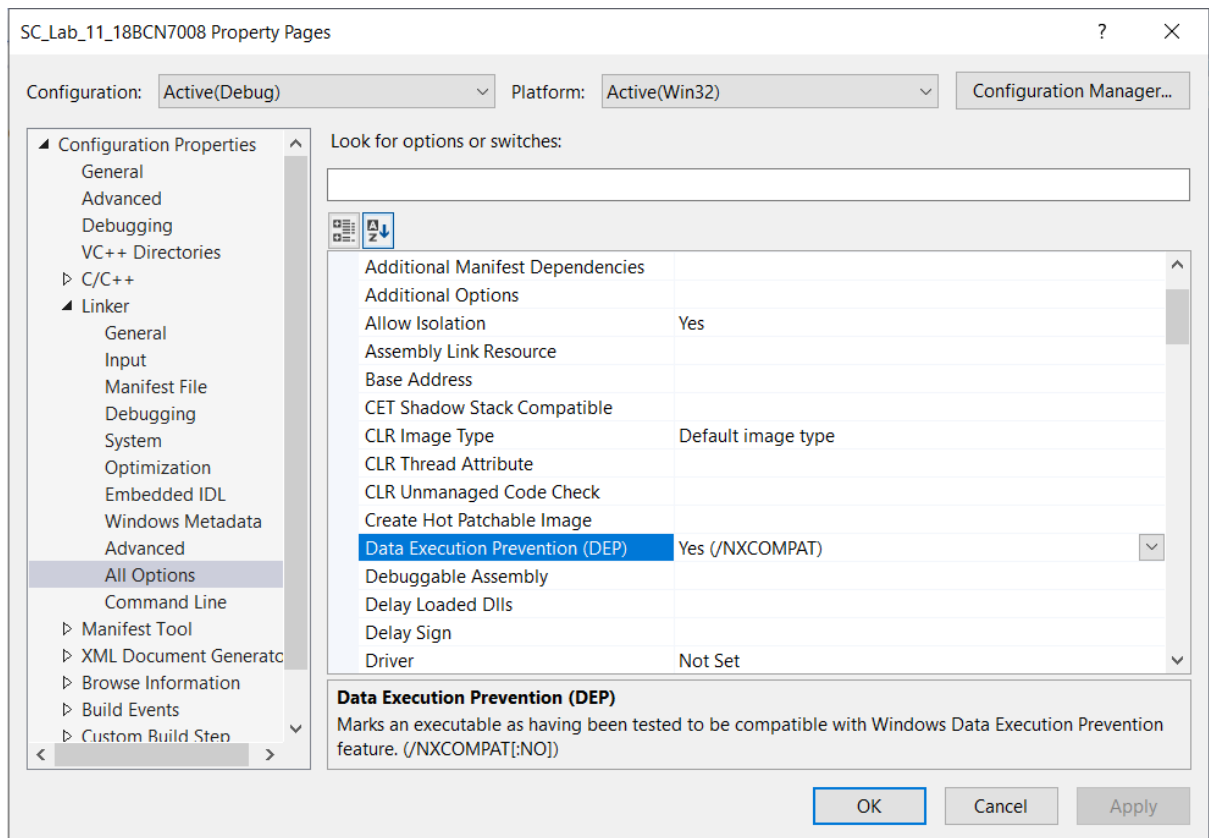 SC_Lab_11_18BCN7008 Property Pages
?
Configuration: Active(Debug) Platform: Active(Win32) Configuration Manager...
Configuration Properties
General
Advanced
Debugging
VC++ Directories
C/C++
Linker
General
Input
Manifest File
Debugging
System
Optimization
Embedded IDL
Windows Metadata
Advanced
All Options
Command Line
Manifest Tool
XML Document Generato
Browse Information
Build Events
Custom Build Step
Look for options or switches:
Additional Manifest Dependencies
Additional Options
Allow Isolation Yes
Assembly Link Resource
Base Address
CET Shadow Stack Compatible
CLR Image Type Default image type
CLR Thread Attribute
CLR Unmanaged Code Check
Create Hot Patchable Image
Data Execution Prevention (DEP) Yes (/NXCOMPAT)
Debuggable Assembly
Delay Loaded Dlls
Delay Sign
Driver Not Set
Data Execution Prevention (DEP)
Marks an executable as having been tested to be compatible with Windows Data Execution Prevention
feature. (/NXCOMPAT[:NO])
OK Cancel Apply